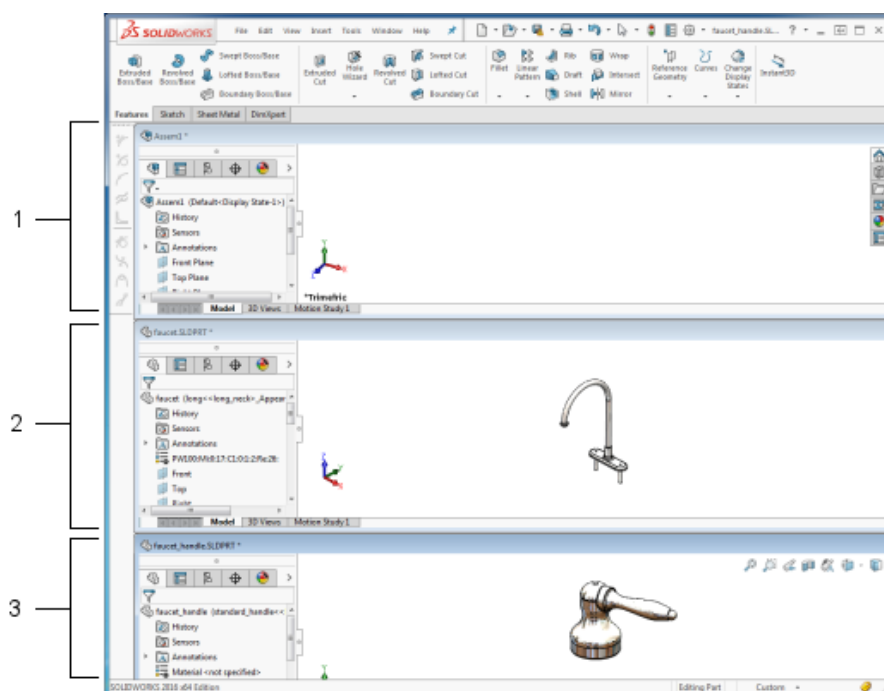 SOLIDWORKS File Edit View Insert Tools Window Help faucet_handle.SL... ?
Extruded Boss/Base
Revolved Boss/Base
Swept Boss/Base
Lofted Boss/Base
Boundary Boss/Base
Extruded Cut
Hole Wizard
Revolved Cut
Swept Cut
Lofted Cut
Boundary Cut
Fillet
Linear Pattern
Rib
Draft
Shell
Wrap
Intersect
Mirror
Reference Geometry
Curves
Change Display States
Instant3D
Features Sketch Sheet Metal DimXpert
1
Assem1 *
Assem1 (Default<Display State-1>)
History
Sensors
Annotations
Front Plane
Top Plane
*Trimetric
Model 3D Views Motion Study 1
2
faucet.SLDPRT *
faucet (long<<long_neck>_Appear
History
Sensors
Annotations
Front
Top
Model 3D Views Motion Study 1
3
faucet_handle.SLDPRT *
faucet_handle (standard_handle<<
History
Sensors
Annotations
Material <not specified>
SOLIDWORKS 2016 x64 Edition Editing Part Custom